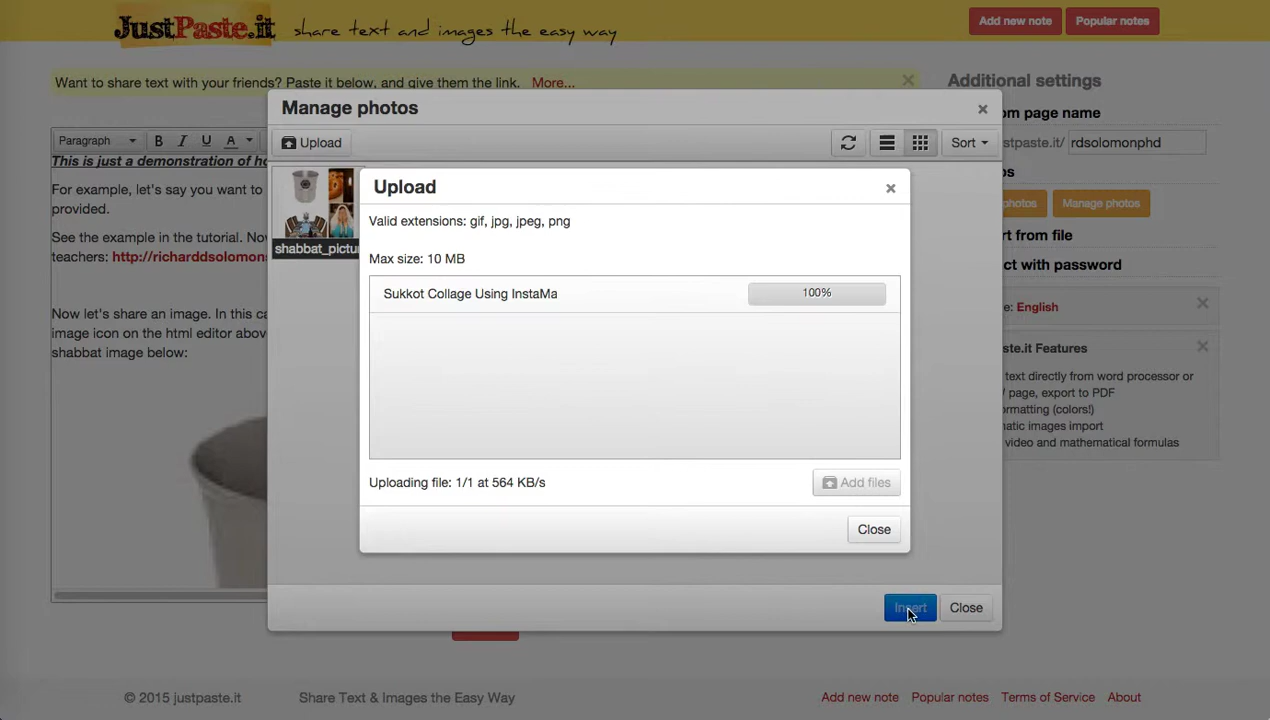 JustPaste.it share text and images the easy way
Add new note
Popular notes
Want to share text with your friends? Paste it below, and give them the link. More...
Additional settings
Manage photos
om page name
Paragraph
B I U A
Upload
Sort
stpaste.it/ rdsolomonphd
This is just a demonstration of ho
For example, let's say you want to
provided.
Upload
Valid extensions: gif, jpg, jpeg, png
photos
Manage photos
See the example in the tutorial. Now
teachers: http://richarddsolomons
shabbat_pictu
Max size: 10 MB
rt from file
ct with password
Sukkot Collage Using InstaMa
100%
Now let's share an image. In this ca
image icon on the html editor above
shabbat image below:
: English
te.it Features
text directly from word processor or
/ page, export to PDF
rmatting (colors!)
atic images import
video and mathematical formulas
Uploading file: 1/1 at 564 KB/s
Add files
Close
Insert
Close
© 2015 justpaste.it
Share Text & Images the Easy Way
Add new note
Popular notes
Terms of Service
About